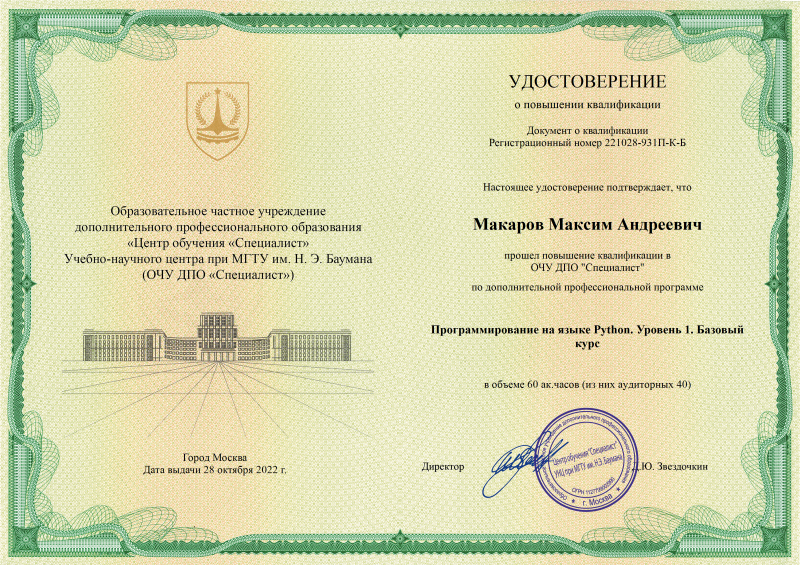 Образовательное частное учреждение
дополнительного профессионального образования
«Центр обучения «Специалист»
Учебно-научного центра при МГТУ им. Н. Э. Баумана
(ОЧУ ДПО «Специалист»)
Город Москва
Дата выдачи 28 октября 2022 г.
УДОСТОВЕРЕНИЕ
о повышении квалификации
Документ о квалификации
Регистрационный номер 221028-931П-К-Б
Настоящее удостоверение подтверждает, что
Макаров Максим Андреевич
прошел повышение квалификации в
ОЧУ ДПО "Специалист"
по дополнительной профессиональной программе
Программирование на языке Python. Уровень 1. Базовый
курс
в объеме 60 ак.часов (из них аудиторных 40)
Директор
Д.Ю. Звездочкин
дополнительного профессионального образования
Центр обучения "Специалист"
УНЦ при МГТУ им. Н.Э. Баумана
г. Москва